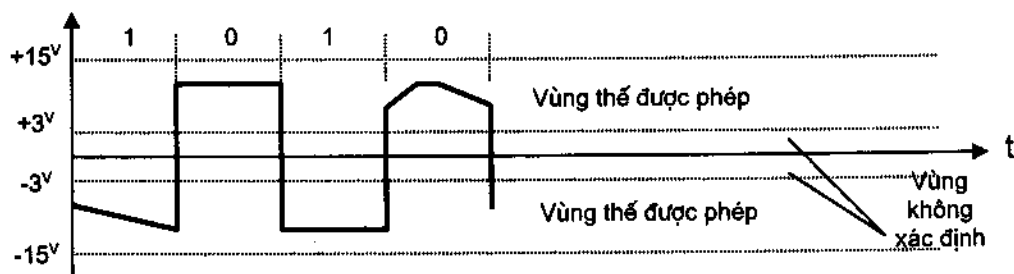 1 0 1 0
+15V
Vùng thế được phép
+3V
t
-3V
Vùng thế được phép
Vùng
không
xác định
-15V